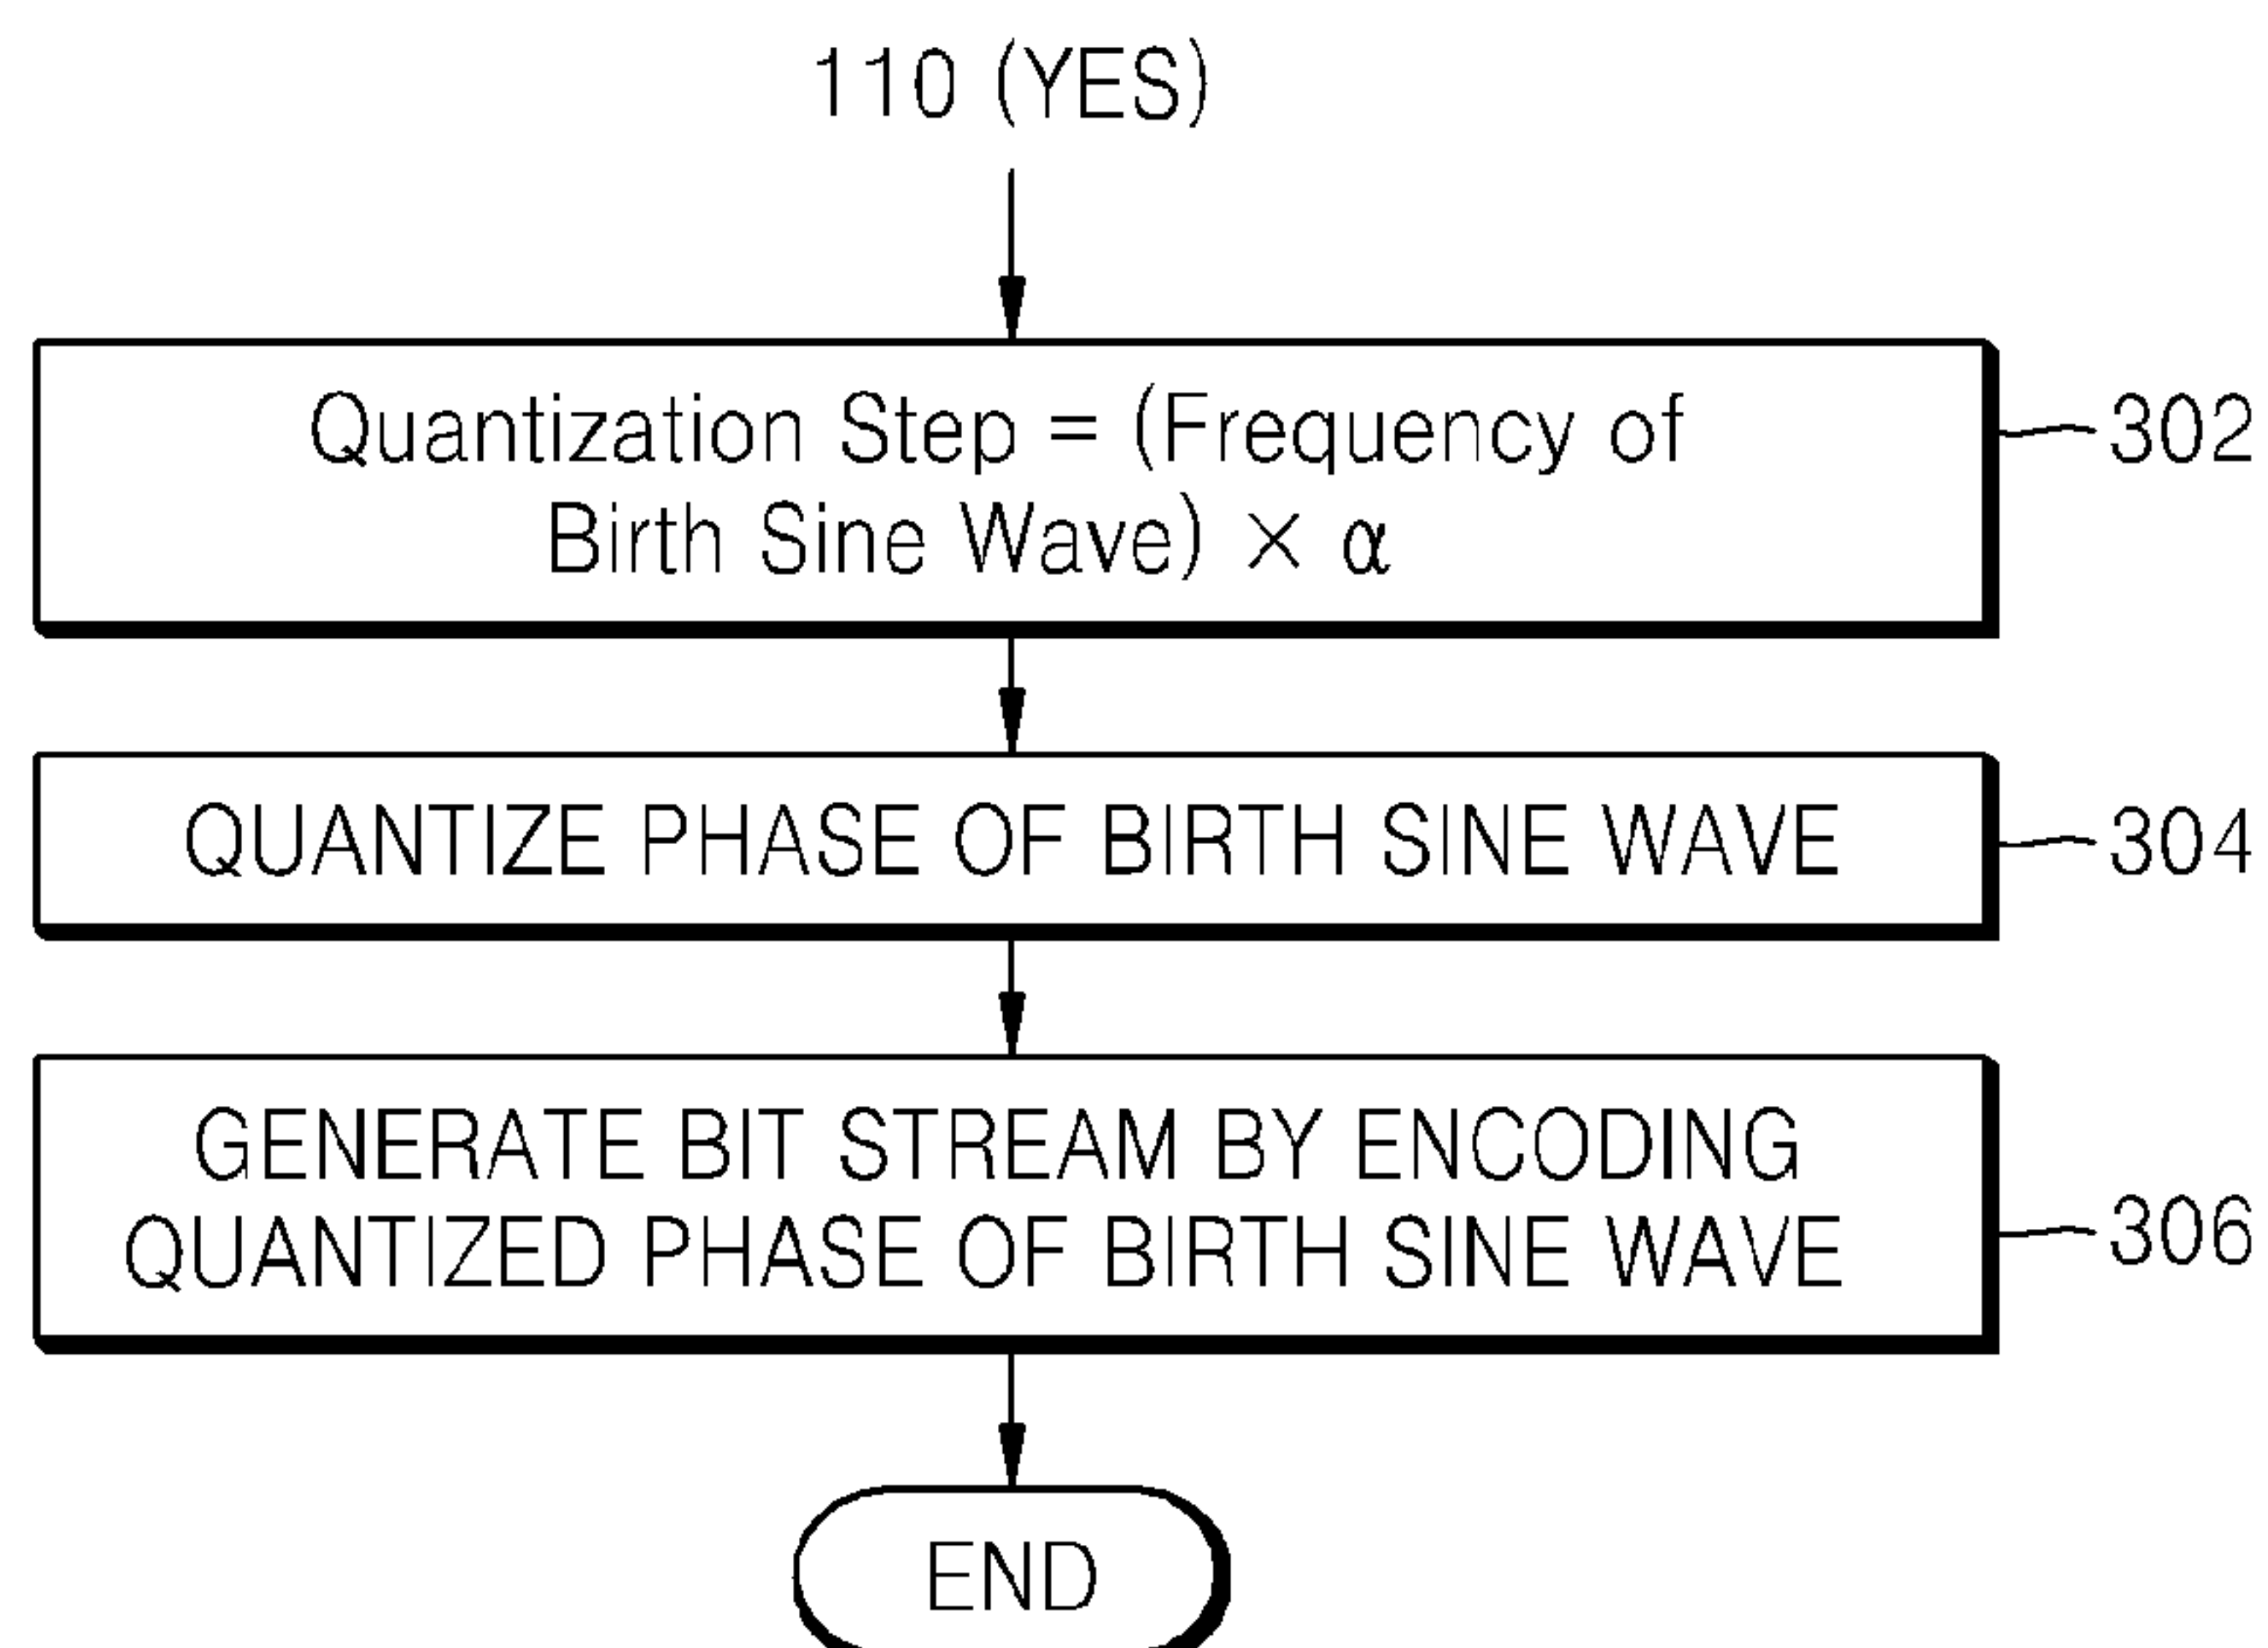 110 (YES)
Quantization Step = (Frequency of
Birth Sine Wave) × α
302
QUANTIZE PHASE OF BIRTH SINE WAVE
304
GENERATE BIT STREAM BY ENCODING
QUANTIZED PHASE OF BIRTH SINE WAVE
306
END